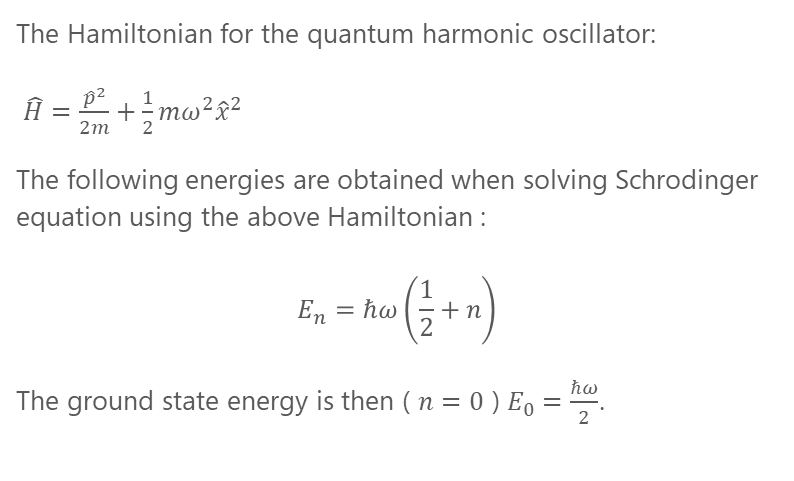 The Hamiltonian for the quantum harmonic oscillator:
Ĥ = p̂²/2m + 1/2 mω²x̂²
The following energies are obtained when solving Schrodinger
equation using the above Hamiltonian :
Eₙ = ħω(1/2 + n)
The ground state energy is then ( n = 0 ) E₀ = ħω/2.